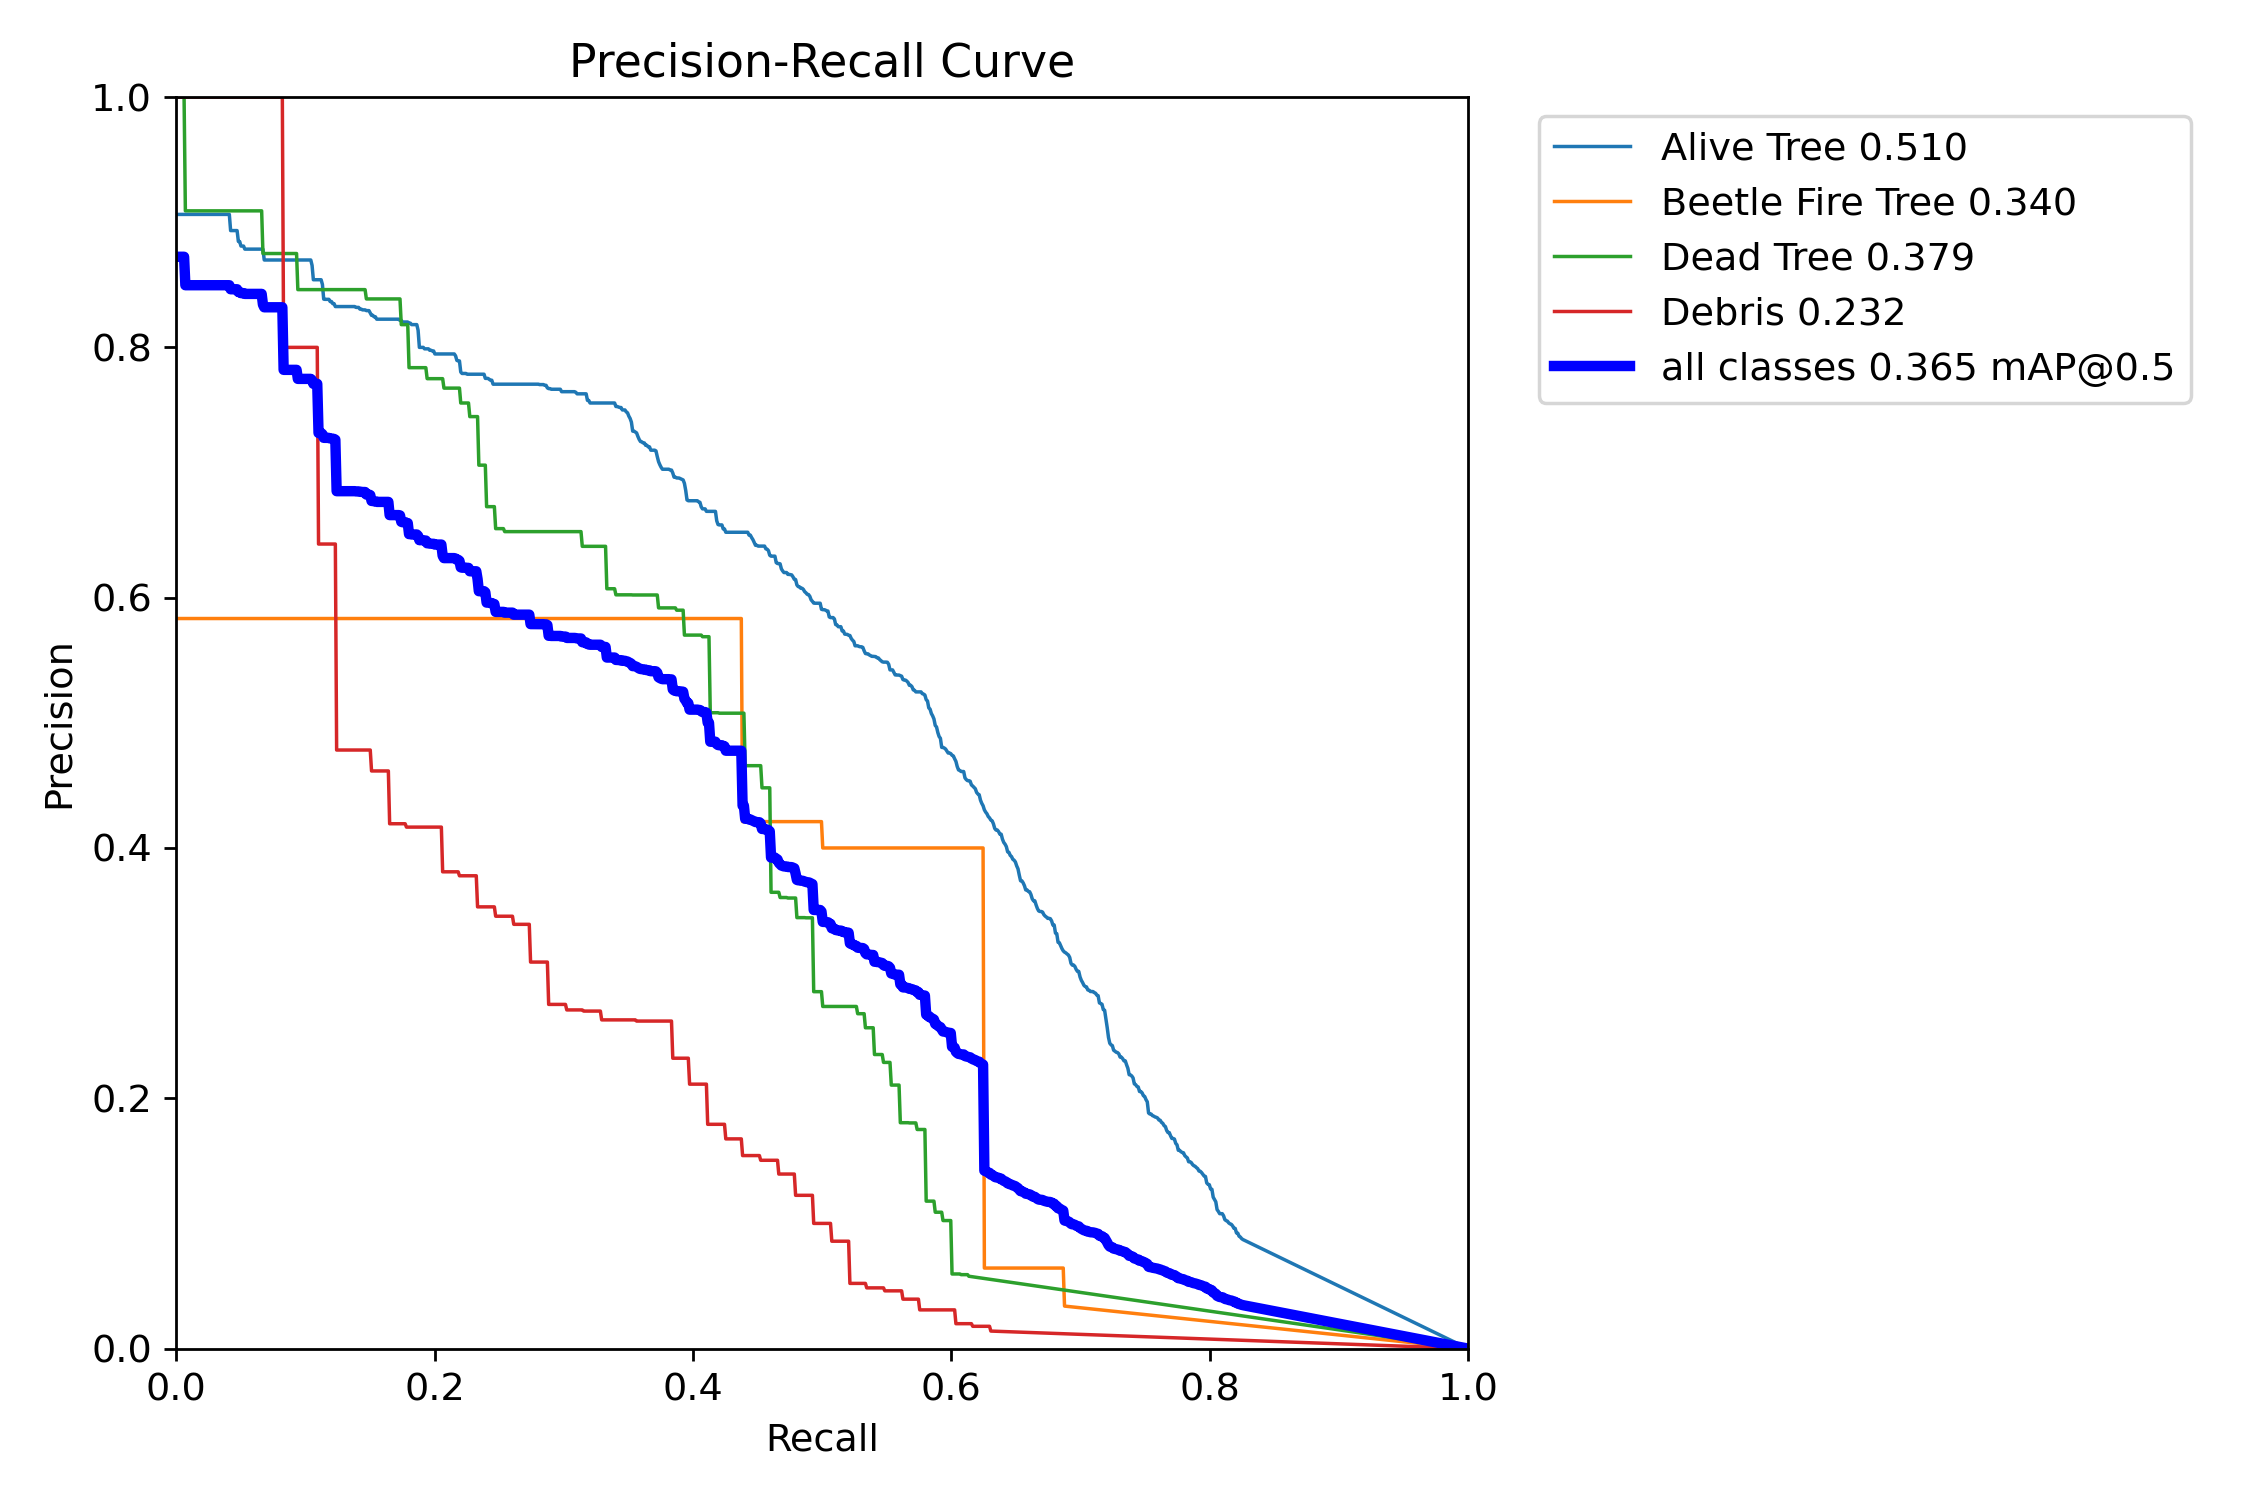 Precision-Recall Curve
1.0
0.8
0.6
0.4
0.2
0.0
Precision
0.0 0.2 0.4 0.6 0.8 1.0
Recall
Alive Tree 0.510
Beetle Fire Tree 0.340
Dead Tree 0.379
Debris 0.232
all classes 0.365 mAP@0.5